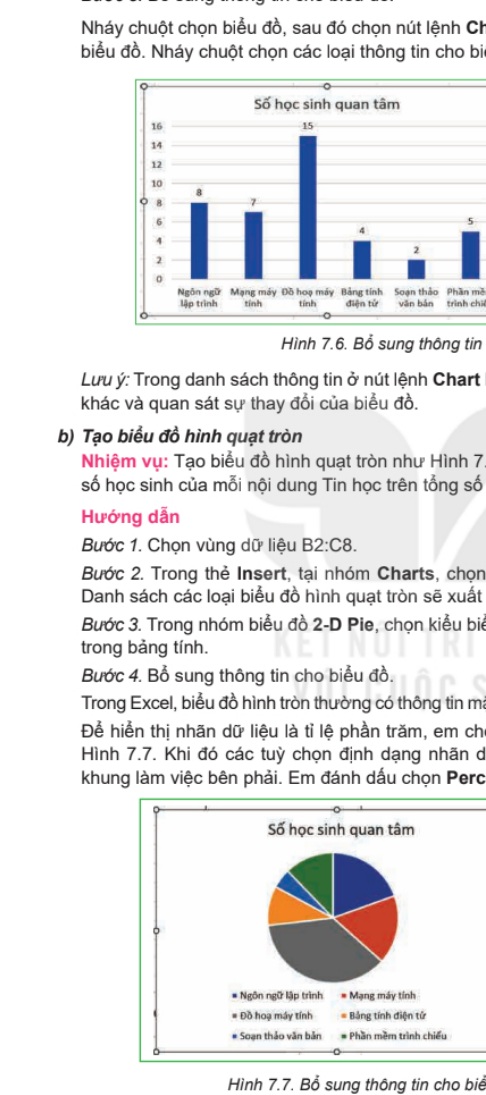 Nháy chuột chọn biểu đồ, sau đó chọn nút lệnh Ch
biểu đồ. Nháy chuột chọn các loại thông tin cho bi
Số học sinh quan tâm
16
14
12
10
8
6
4
2
0
8
7
15
4
2
5
Ngôn ngữ lập trình
Mạng máy tính
Đồ hoạ máy tính
Bảng tính điện tử
Soạn thảo văn bản
Phần mề
trình chiế
Hình 7.6. Bổ sung thông tin
Lưu ý: Trong danh sách thông tin ở nút lệnh Chart
khác và quan sát sự thay đổi của biểu đồ.
b) Tạo biểu đồ hình quạt tròn
Nhiệm vụ: Tạo biểu đồ hình quạt tròn như Hình 7.
số học sinh của mỗi nội dung Tin học trên tổng số
Hướng dẫn
Bước 1. Chọn vùng dữ liệu B2:C8.
Bước 2. Trong thẻ Insert, tại nhóm Charts, chọn
Danh sách các loại biểu đồ hình quạt tròn sẽ xuất
Bước 3. Trong nhóm biểu đồ 2-D Pie, chọn kiểu biể
trong bảng tính.
Bước 4. Bổ sung thông tin cho biểu đồ.
Trong Excel, biểu đồ hình tròn thường có thông tin mà
Để hiển thị nhãn dữ liệu là tỉ lệ phần trăm, em ch
Hình 7.7. Khi đó các tuỳ chọn định dạng nhãn d
khung làm việc bên phải. Em đánh dấu chọn Perc
KẾT NỐI TRI
VỚI CUỘC S
Số học sinh quan tâm
Ngôn ngữ lập trình
Mạng máy tính
Đồ hoạ máy tính
Bảng tính điện tử
Soạn thảo văn bản
Phần mềm trình chiếu
Hình 7.7. Bổ sung thông tin cho biể